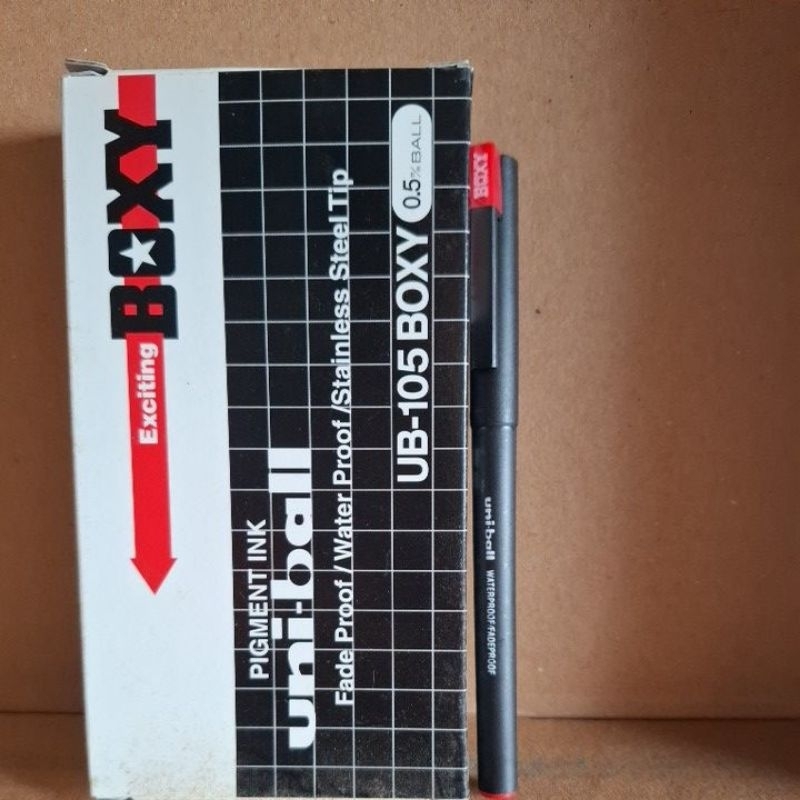 BOXY
Exciting
PIGMENT INK
uni-ball
Fade Proof / Water Proof /Stainless Steel Tip
UB-105 BOXY 0.5㎜ BALL
BOXY
uni-ball WATERPROOF/FADEPROOF